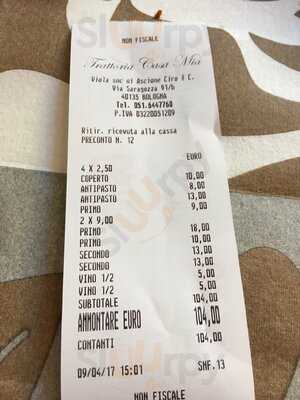 NON FISCALE
Trattoria Casa Mia
Viola snc di Ascione Ciro & C.
Via Saragozza 91/b
40135 BOLOGNA
Tel. 051.6447760
P.IVA 03220051209
Ritir. ricevuta alla cassa
PRECONTO N. 12
EURO
4 X 2,50
COPERTO 10,00
ANTIPASTO 8,00
ANTIPASTO 13,00
PRIMO 9,00
2 X 9,00
PRIMO 18,00
PRIMO 10,00
SECONDO 13,00
SECONDO 13,00
VINO 1/2 5,00
VINO 1/2 5,00
SUBTOTALE 104,00
AMMONTARE EURO 104,00
CONTANTI 104,00
09/04/17 15:01 SNF.13
NON FISCALE
sluurpy